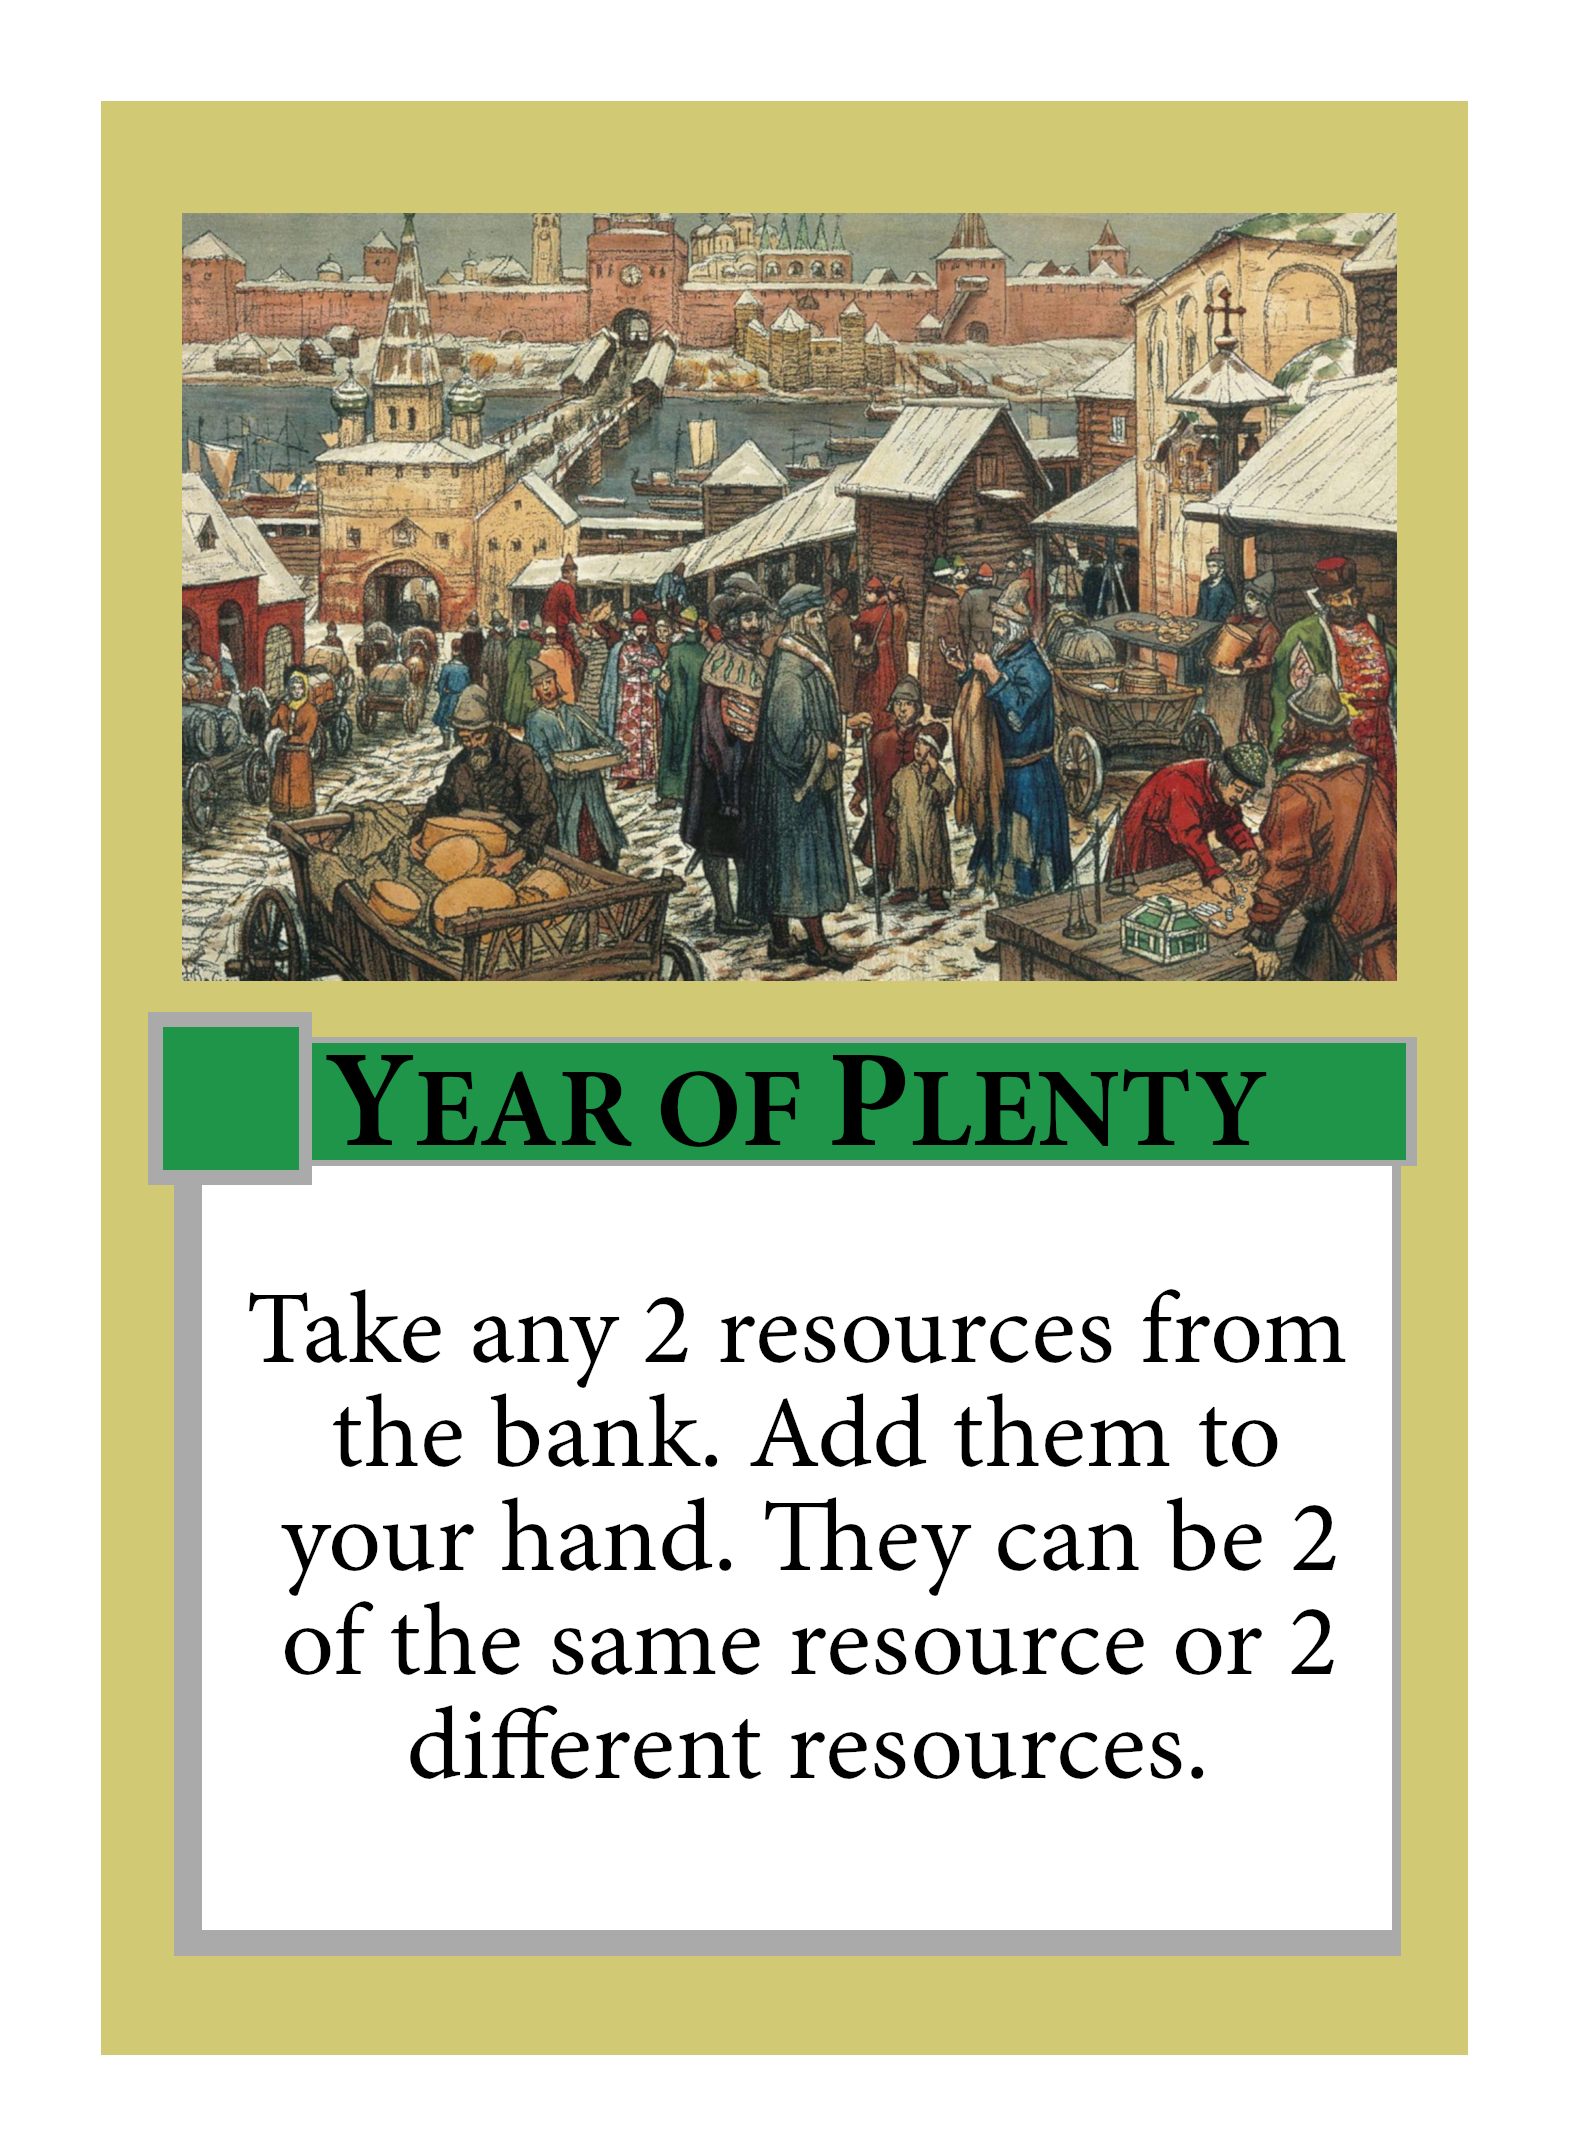 YEAR OF PLENTY
Take any 2 resources from
the bank. Add them to
your hand. They can be 2
of the same resource or 2
different resources.